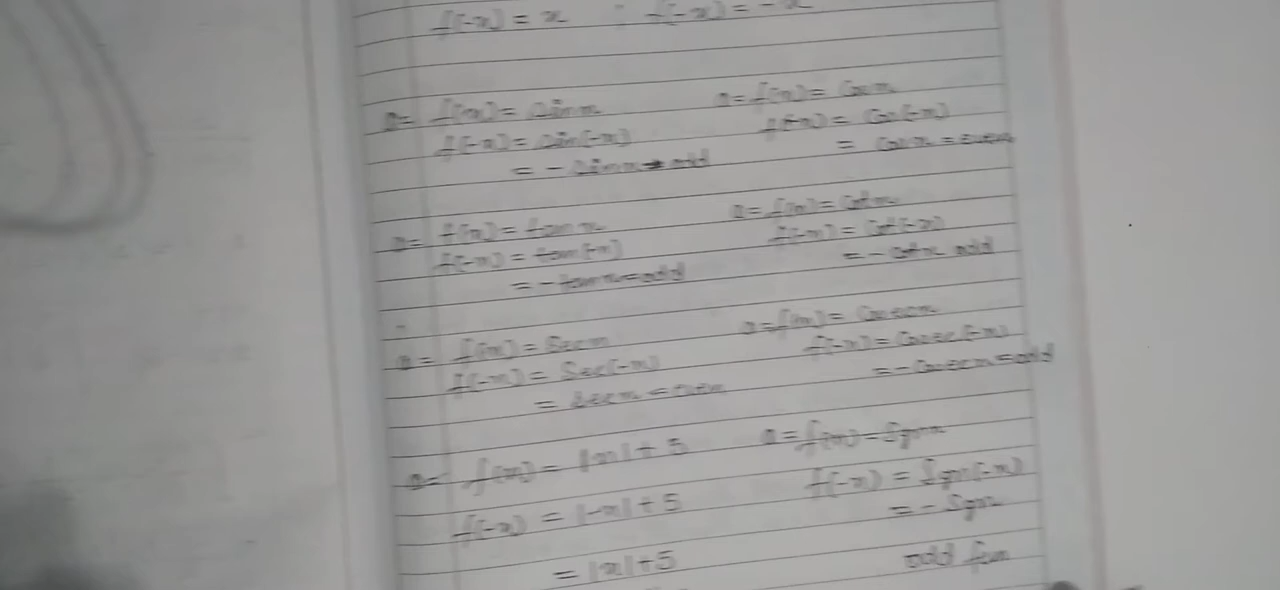 f(-x) = x
f(-x) = -x
Q= f(x) = Sin x
f(-x) = Sin(-x)
= - Sin x = odd
Q= f(x) = Cos x
f(-x) = Cos(-x)
= Cos x = even
Q= f(x) = tan x
f(-x) = tan(-x)
= - tan x = odd
Q= f(x) = Cot x
f(-x) = Cot(-x)
= - Cot x odd
Q= f(x) = Sec x
f(-x) = Sec(-x)
= Sec x = even
Q= f(x) = Cosec x
f(-x) = Cosec(-x)
= - Cosec x = odd
Q= f(x) = |x| + 5
f(-x) = |-x| + 5
= |x| + 5
Q= f(x) = Sgn x
f(-x) = Sgn(-x)
= - Sgn
odd fun